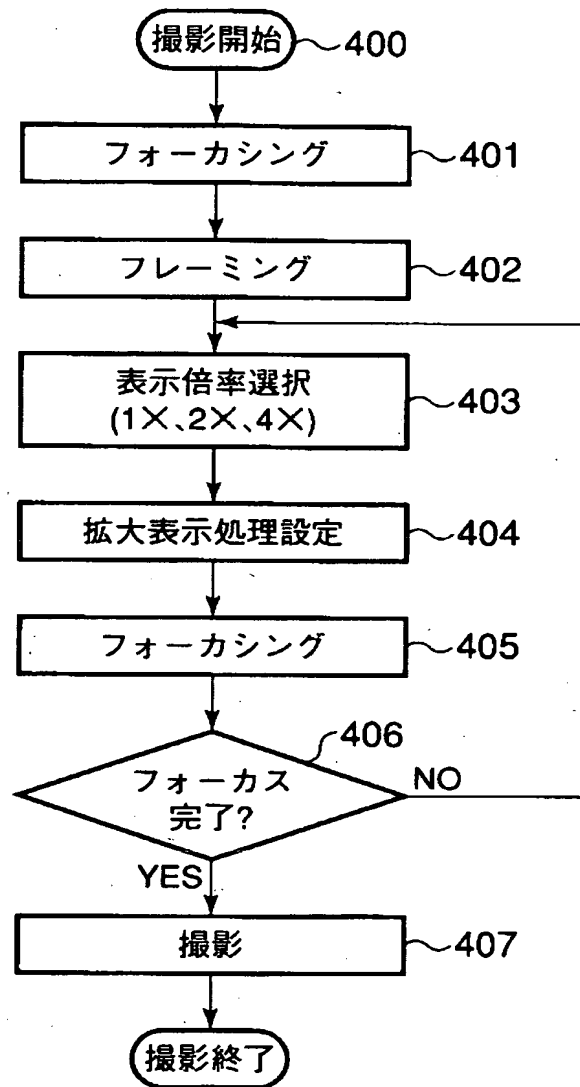 撮影開始 400
フォーカシング 401
フレーミング 402
表示倍率選択
(1×、2×、4×) 403
拡大表示処理設定 404
フォーカシング 405
406
フォーカス
完了?
NO
YES
撮影 407
撮影終了